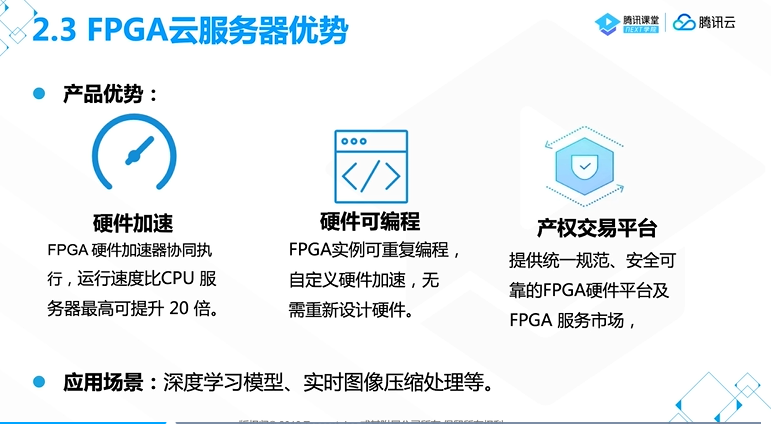 2.3 FPGA云服务器优势
腾讯课堂
NEXT学院
腾讯云
产品优势：
硬件加速
FPGA 硬件加速器协同执
行，运行速度比CPU 服
务器最高可提升 20 倍。
硬件可编程
FPGA实例可重复编程，
自定义硬件加速，无
需重新设计硬件。
产权交易平台
提供统一规范、安全可
靠的FPGA硬件平台及
FPGA 服务市场，
应用场景：深度学习模型、实时图像压缩处理等。